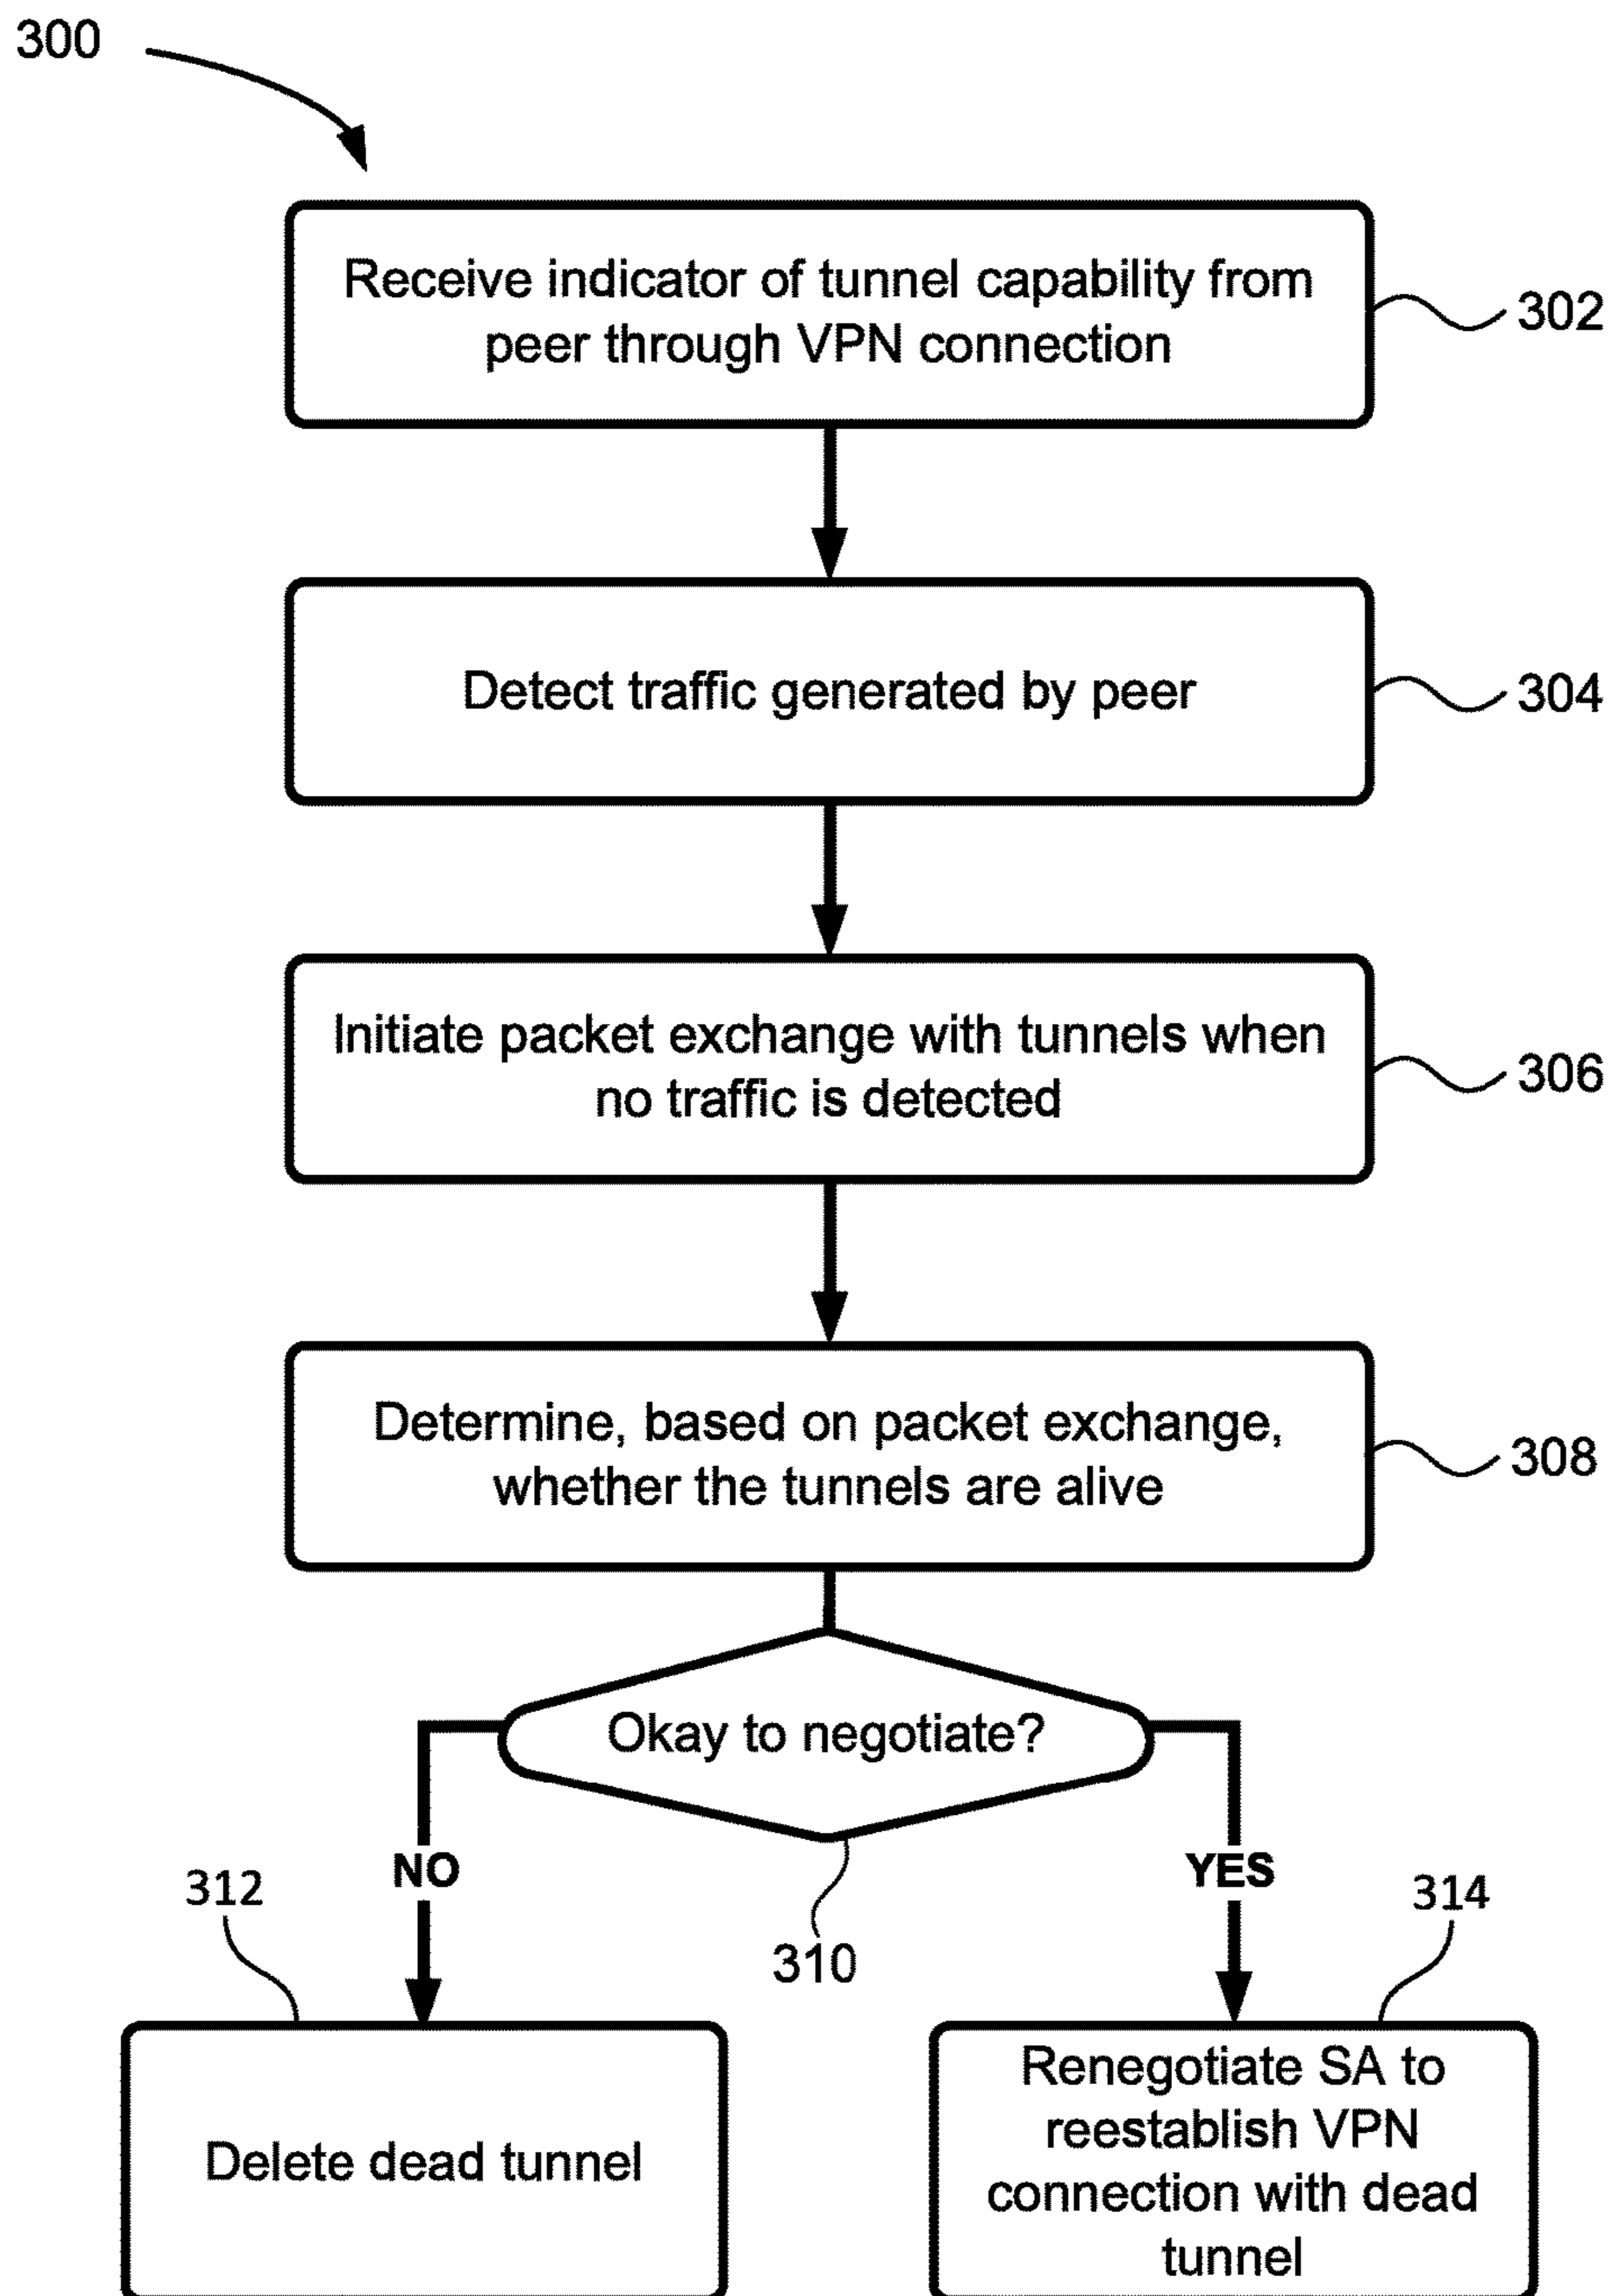 300
Receive indicator of tunnel capability from
peer through VPN connection
302
Detect traffic generated by peer
304
Initiate packet exchange with tunnels when
no traffic is detected
306
Determine, based on packet exchange,
whether the tunnels are alive
308
Okay to negotiate?
NO
YES
312
310
314
Delete dead tunnel
Renegotiate SA to
reestablish VPN
connection with dead
tunnel